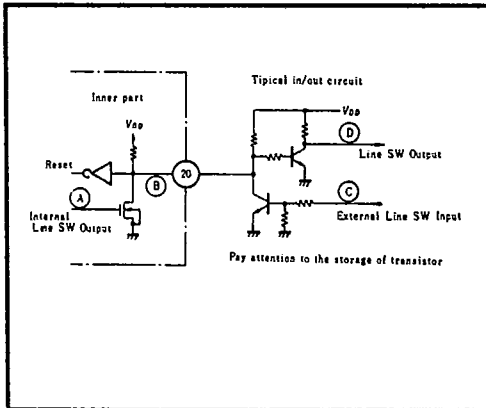 Tipical in/out circuit
Inner part
VDD
VDD
D
Reset
Line SW Output
B
20
A
C
Internal
Line SW Output
External Line SW Input
Pay attention to the storage of transistor